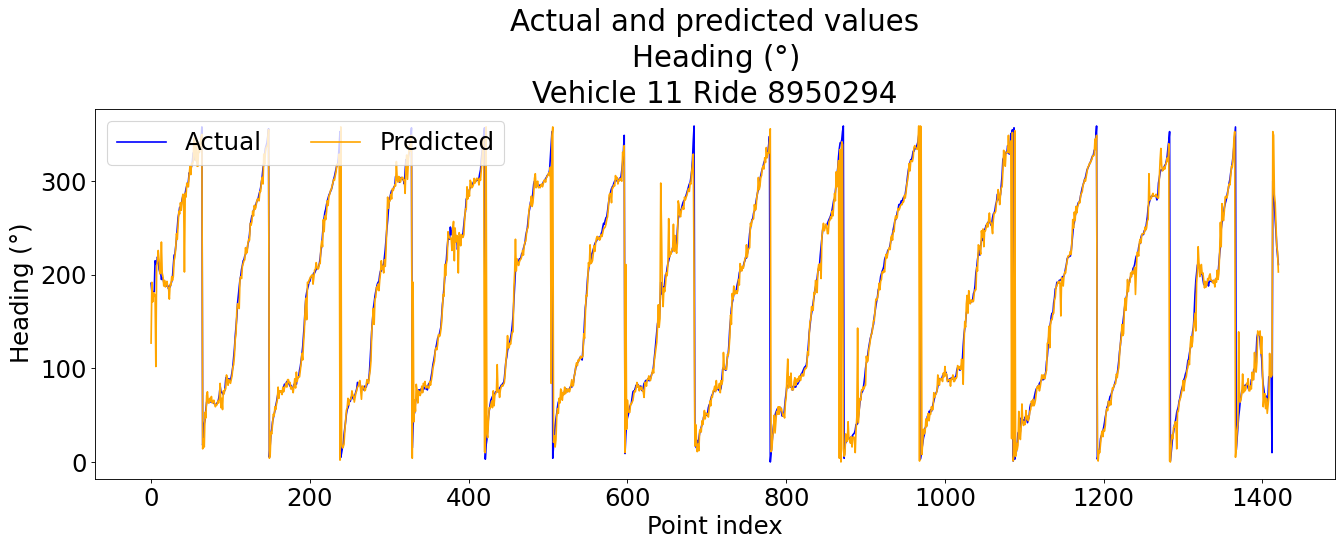 Actual and predicted values
Heading (°)
Vehicle 11 Ride 8950294
Actual Predicted
300
200
100
0
Heading (°)
0 200 400 600 800 1000 1200 1400
Point index